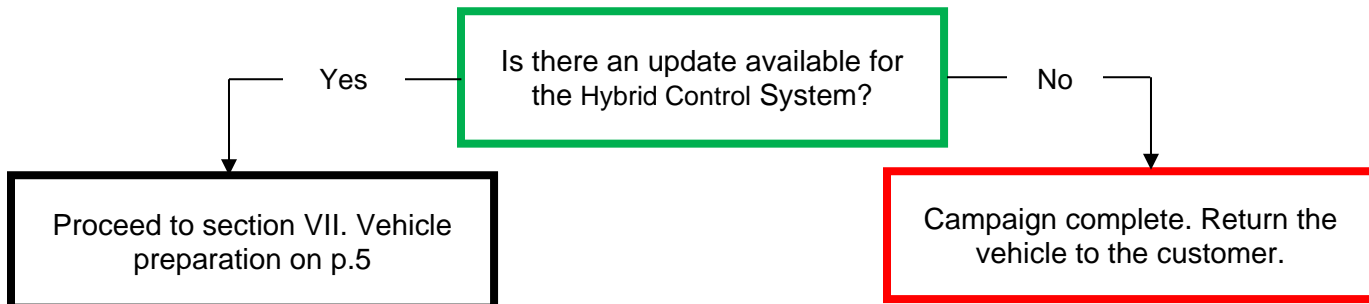 Is there an update available for
the Hybrid Control System?
Yes
No
Proceed to section VII. Vehicle
preparation on p.5
Campaign complete. Return the
vehicle to the customer.